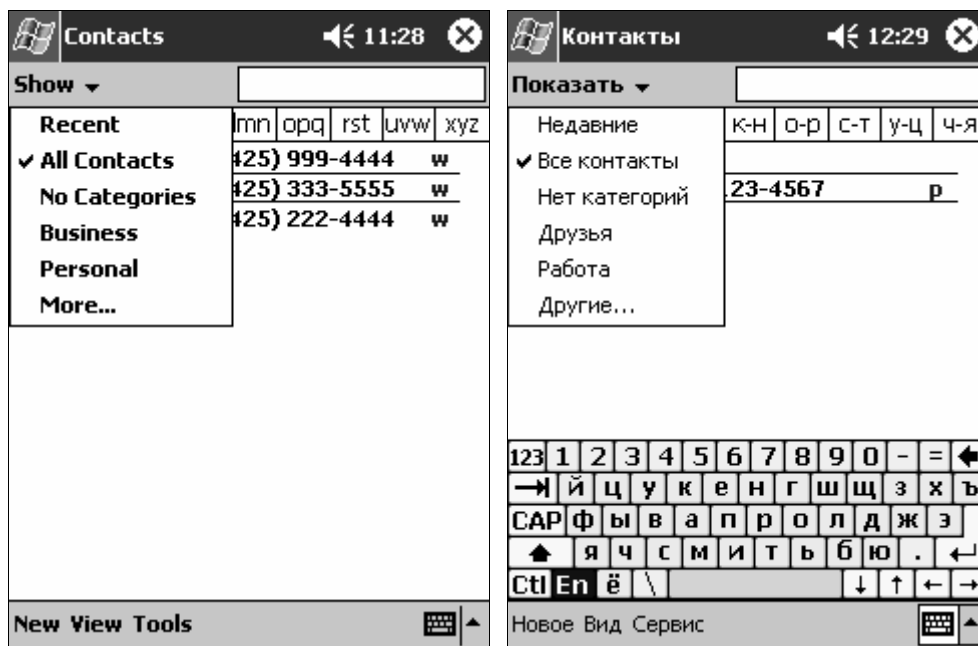 Contacts 11:28
Show
Recent lmn opq rst uvw xyz
All Contacts 425) 999-4444 w
No Categories 425) 333-5555 w
Business 425) 222-4444 w
Personal
More...
New View Tools
Контакты 12:29
Показать
Недавние к-н о-р с-т у-ц ч-я
Все контакты
Нет категорий 123-4567 р
Друзья
Работа
Другие...
123 1 2 3 4 5 6 7 8 9 0 - =
й ц у к е н г ш щ з х ъ
CAP ф ы в а п р о л д ж э
я ч с м и т ь б ю .
Ctl En ё \
Новое Вид Сервис